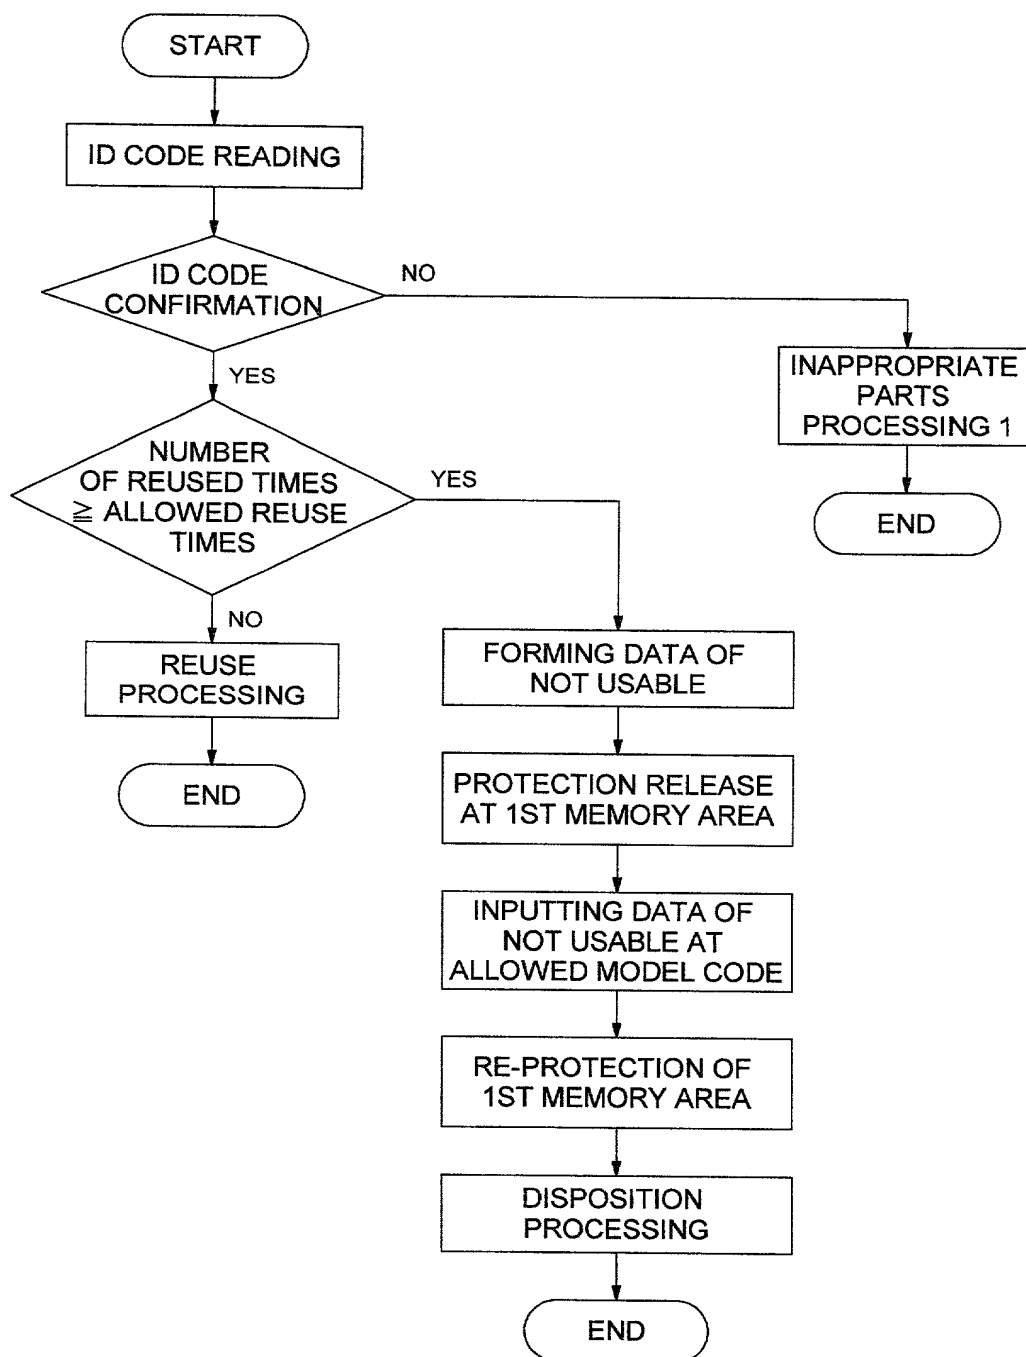 START
ID CODE READING
ID CODE
CONFIRMATION
NO
YES
INAPPROPRIATE
PARTS
PROCESSING 1
END
NUMBER
OF REUSED TIMES
≧ ALLOWED REUSE
TIMES
YES
NO
REUSE
PROCESSING
END
FORMING DATA OF
NOT USABLE
PROTECTION RELEASE
AT 1ST MEMORY AREA
INPUTTING DATA OF
NOT USABLE AT
ALLOWED MODEL CODE
RE-PROTECTION OF
1ST MEMORY AREA
DISPOSITION
PROCESSING
END